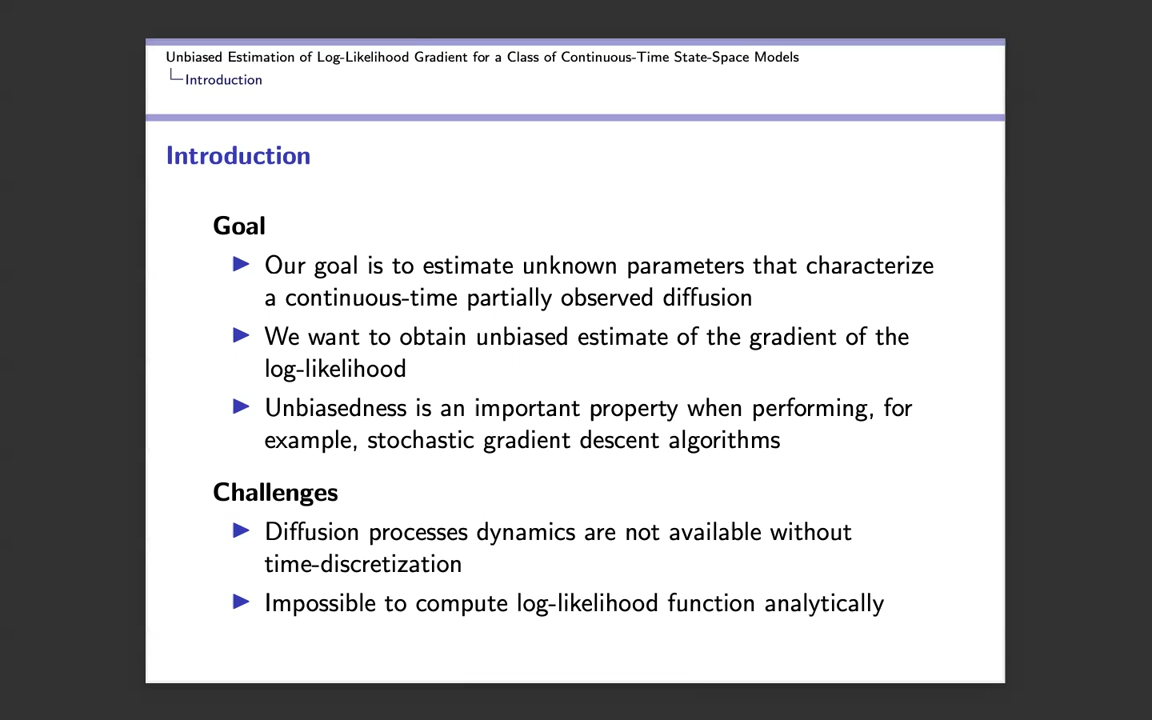 Unbiased Estimation of Log-Likelihood Gradient for a Class of Continuous-Time State-Space Models
Introduction
Introduction
Goal
Our goal is to estimate unknown parameters that characterize
a continuous-time partially observed diffusion
We want to obtain unbiased estimate of the gradient of the
log-likelihood
Unbiasedness is an important property when performing, for
example, stochastic gradient descent algorithms
Challenges
Diffusion processes dynamics are not available without
time-discretization
Impossible to compute log-likelihood function analytically